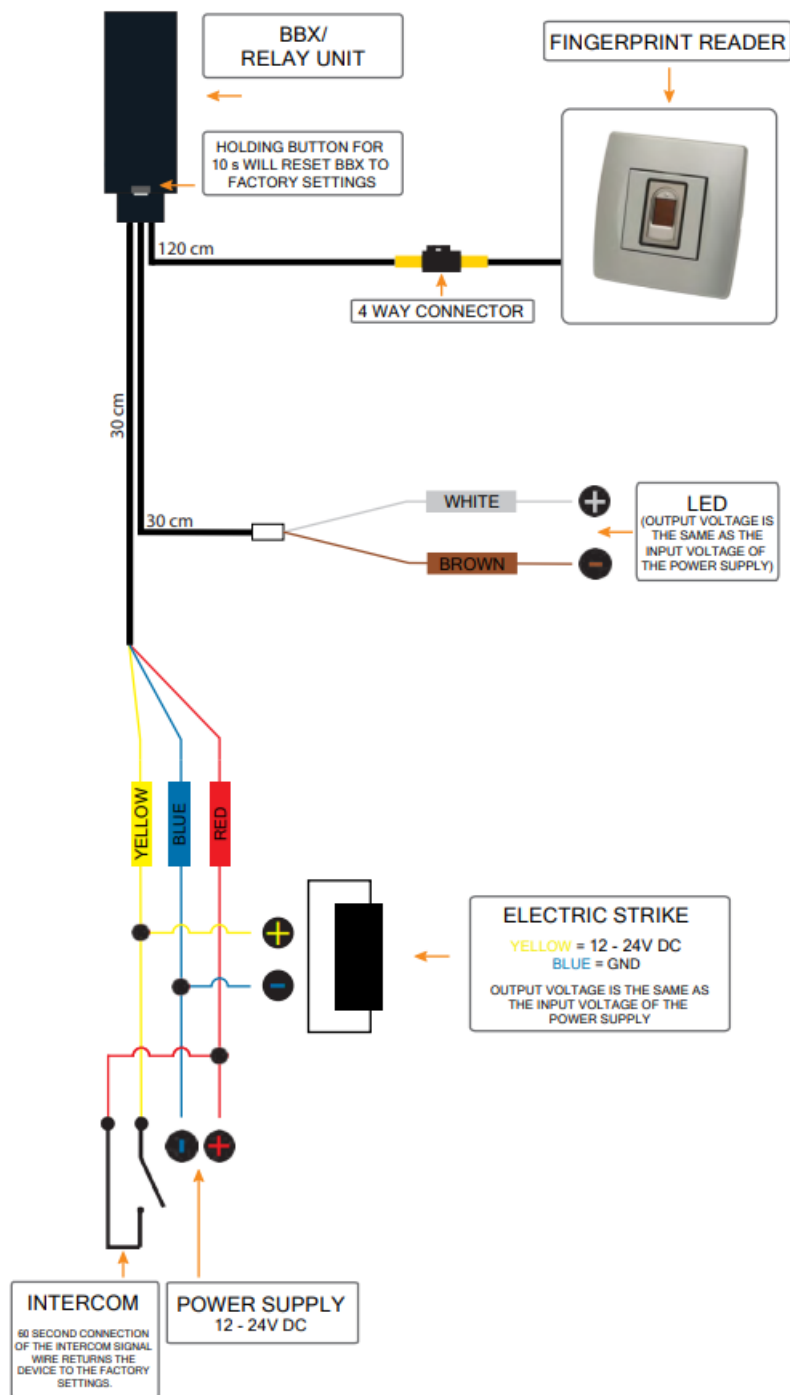 BBX/
RELAY UNIT
FINGERPRINT READER
HOLDING BUTTON FOR
10 s WILL RESET BBX TO
FACTORY SETTINGS
120 cm
4 WAY CONNECTOR
30 cm
30 cm
WHITE
+
LED
(OUTPUT VOLTAGE IS
THE SAME AS THE
INPUT VOLTAGE OF
THE POWER SUPPLY)
BROWN
-
YELLOW
BLUE
RED
+
-
ELECTRIC STRIKE
YELLOW = 12 - 24V DC
BLUE = GND
OUTPUT VOLTAGE IS THE SAME AS
THE INPUT VOLTAGE OF THE
POWER SUPPLY
-
+
INTERCOM
60 SECOND CONNECTION
OF THE INTERCOM SIGNAL
WIRE RETURNS THE
DEVICE TO THE FACTORY
SETTINGS.
POWER SUPPLY
12 - 24V DC